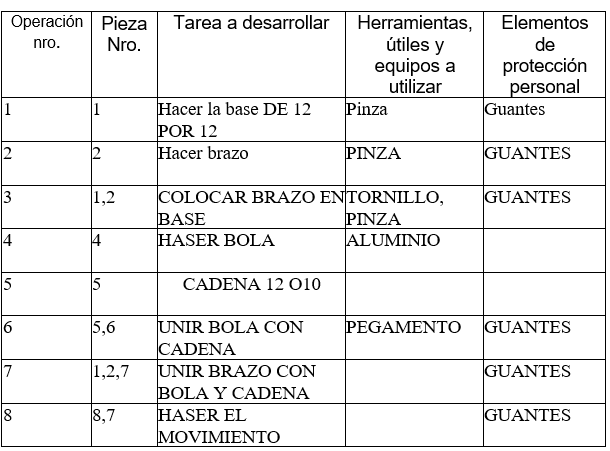 Operación Pieza Tarea a desarrollar Herramientas, Elementos
nro. Nro. útiles y de
equipos a protección
utilizar personal
1 1 Hacer la base DE 12 Pinza Guantes
POR 12
2 2 Hacer brazo PINZA GUANTES
3 1,2 COLOCAR BRAZO EN TORNILLO, GUANTES
BASE PINZA
4 4 HASER BOLA ALUMINIO
5 5 CADENA 12 O10
6 5,6 UNIR BOLA CON PEGAMENTO GUANTES
CADENA
7 1,2,7 UNIR BRAZO CON GUANTES
BOLA Y CADENA
8 8,7 HASER EL GUANTES
MOVIMIENTO